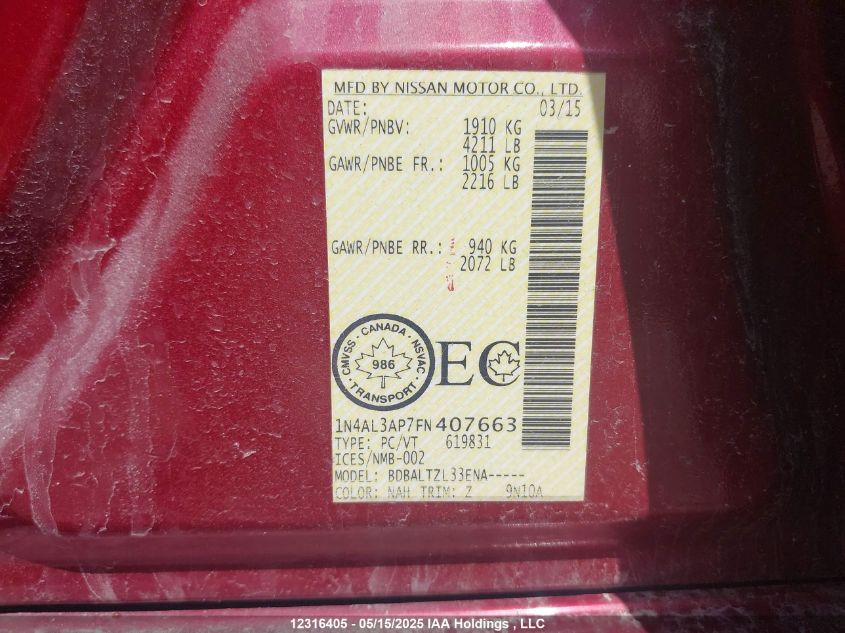 MFD BY NISSAN MOTOR CO., LTD.
DATE: 03/15
GVWR/PNBV: 1910 KG
4211 LB
GAWR/PNBE FR.: 1005 KG
2216 LB
GAWR/PNBE RR.: 940 KG
2072 LB
CMVSS · CANADA · NSVAC · TRANSPORT ·
986
EC
1N4AL3AP7FN407663
TYPE: PC/VT 619831
ICES/NMB-002
MODEL: BDBALTZL33ENA-----
COLOR: NAH TRIM: Z 9N10A
12316405 - 05/15/2025 IAA Holdings, LLC